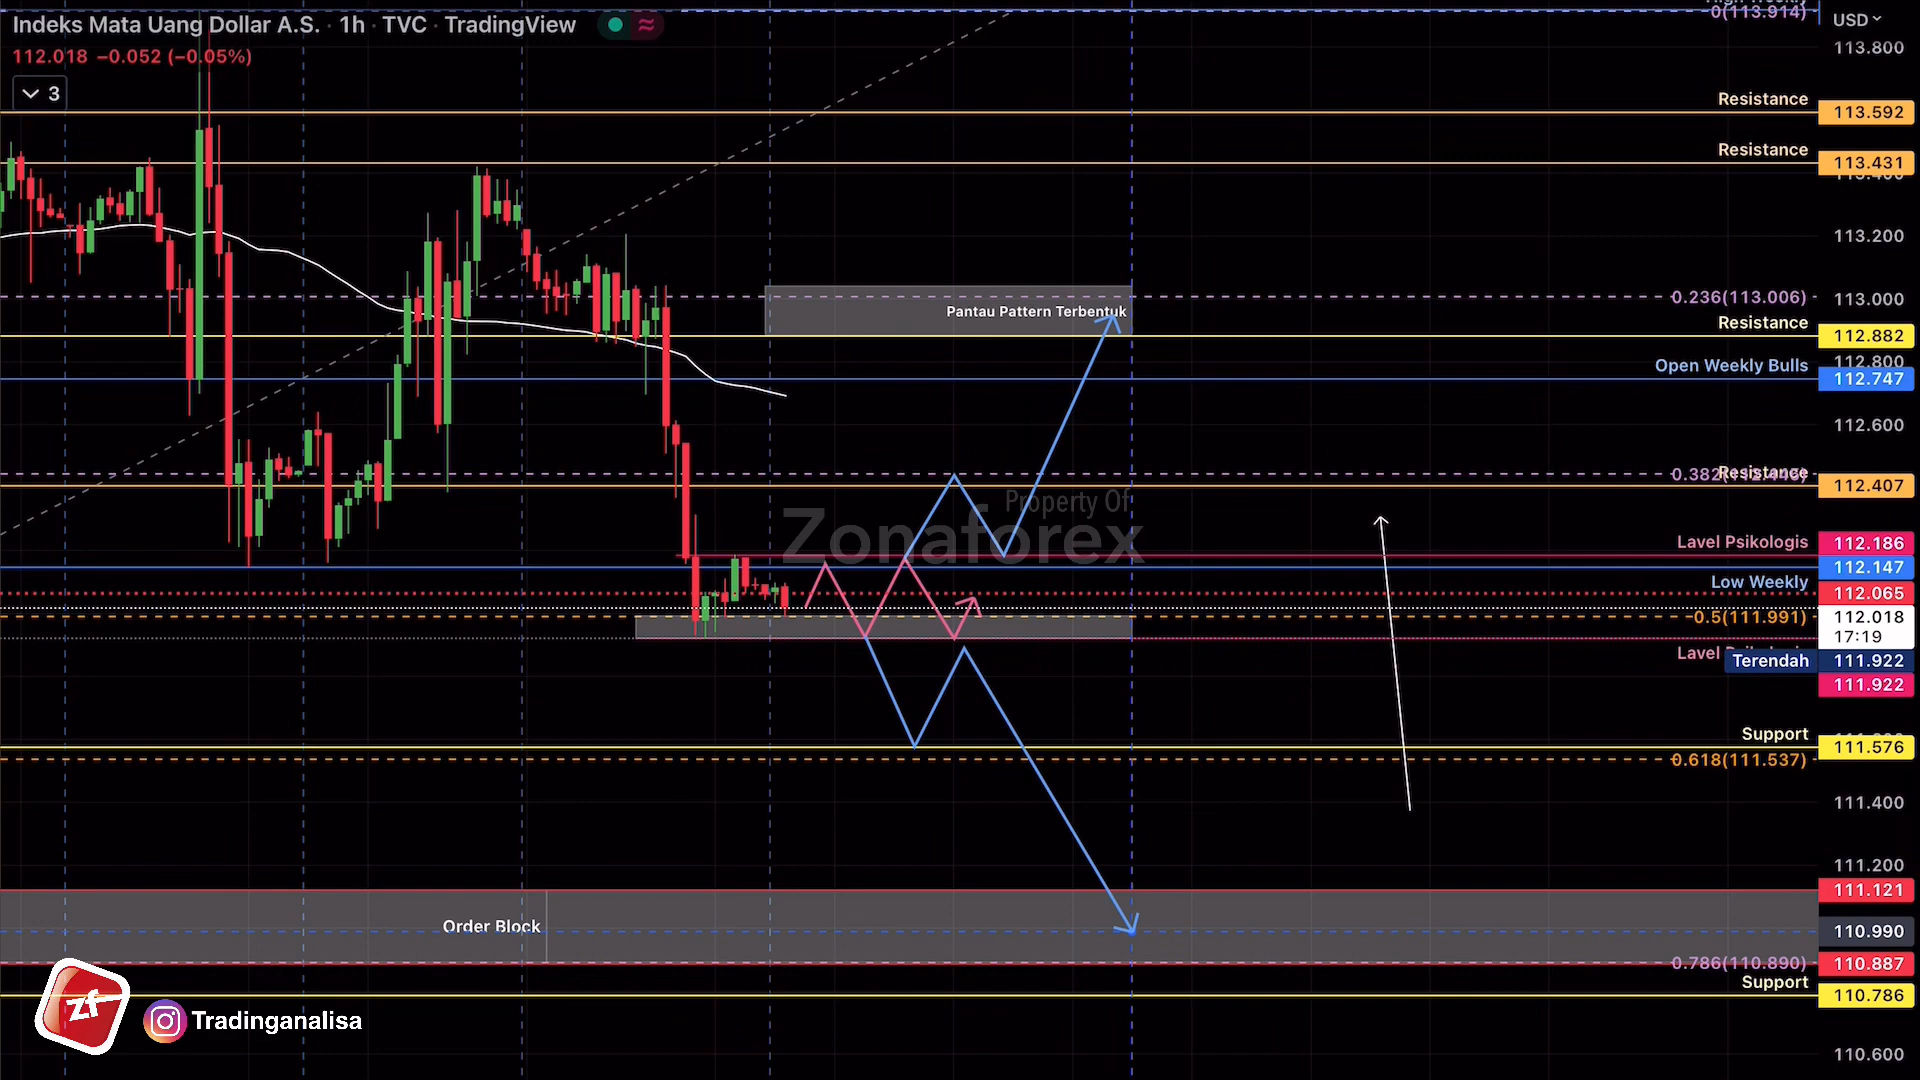 Indeks Mata Uang Dollar A.S. · 1h · TVC · TradingView
112.018 −0.052 (−0.05%)
3
USD
0(113.914)
113.800
Resistance
113.592
Resistance
113.431
113.200
0.236(113.006)
113.000
Pantau Pattern Terbentuk
Resistance
112.882
Open Weekly Bulls
112.800
112.747
112.600
Resistance
112.407
Property Of
Zonaforex
Lavel Psikologis
112.186
112.147
Low Weekly
112.065
0.5(111.991)
112.018
17:19
Lavel
Terendah
111.922
111.922
Support
111.576
0.618(111.537)
111.400
111.200
111.121
Order Block
110.990
0.786(110.890)
110.887
Support
110.786
110.600
zf
Tradinganalisa